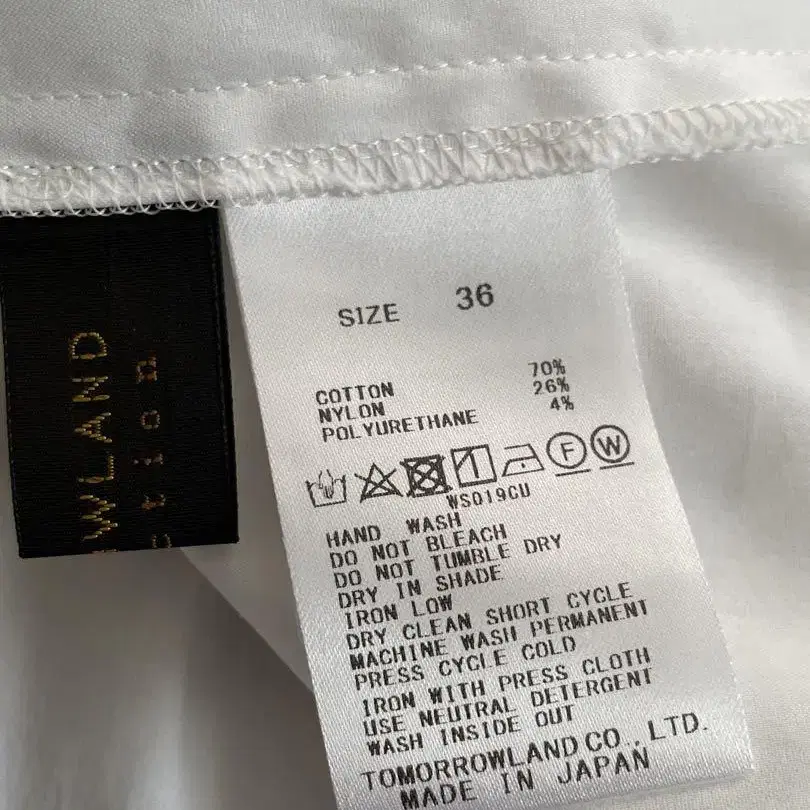 WLAND
ction
SIZE 36
COTTON 70%
NYLON 26%
POLYURETHANE 4%
F W
WS019CU
HAND WASH
DO NOT BLEACH
DO NOT TUMBLE DRY
DRY IN SHADE
IRON LOW
DRY CLEAN SHORT CYCLE
MACHINE WASH PERMANENT
PRESS CYCLE COLD
IRON WITH PRESS CLOTH
USE NEUTRAL DETERGENT
WASH INSIDE OUT
TOMORROWLAND CO., LTD.
MADE IN JAPAN